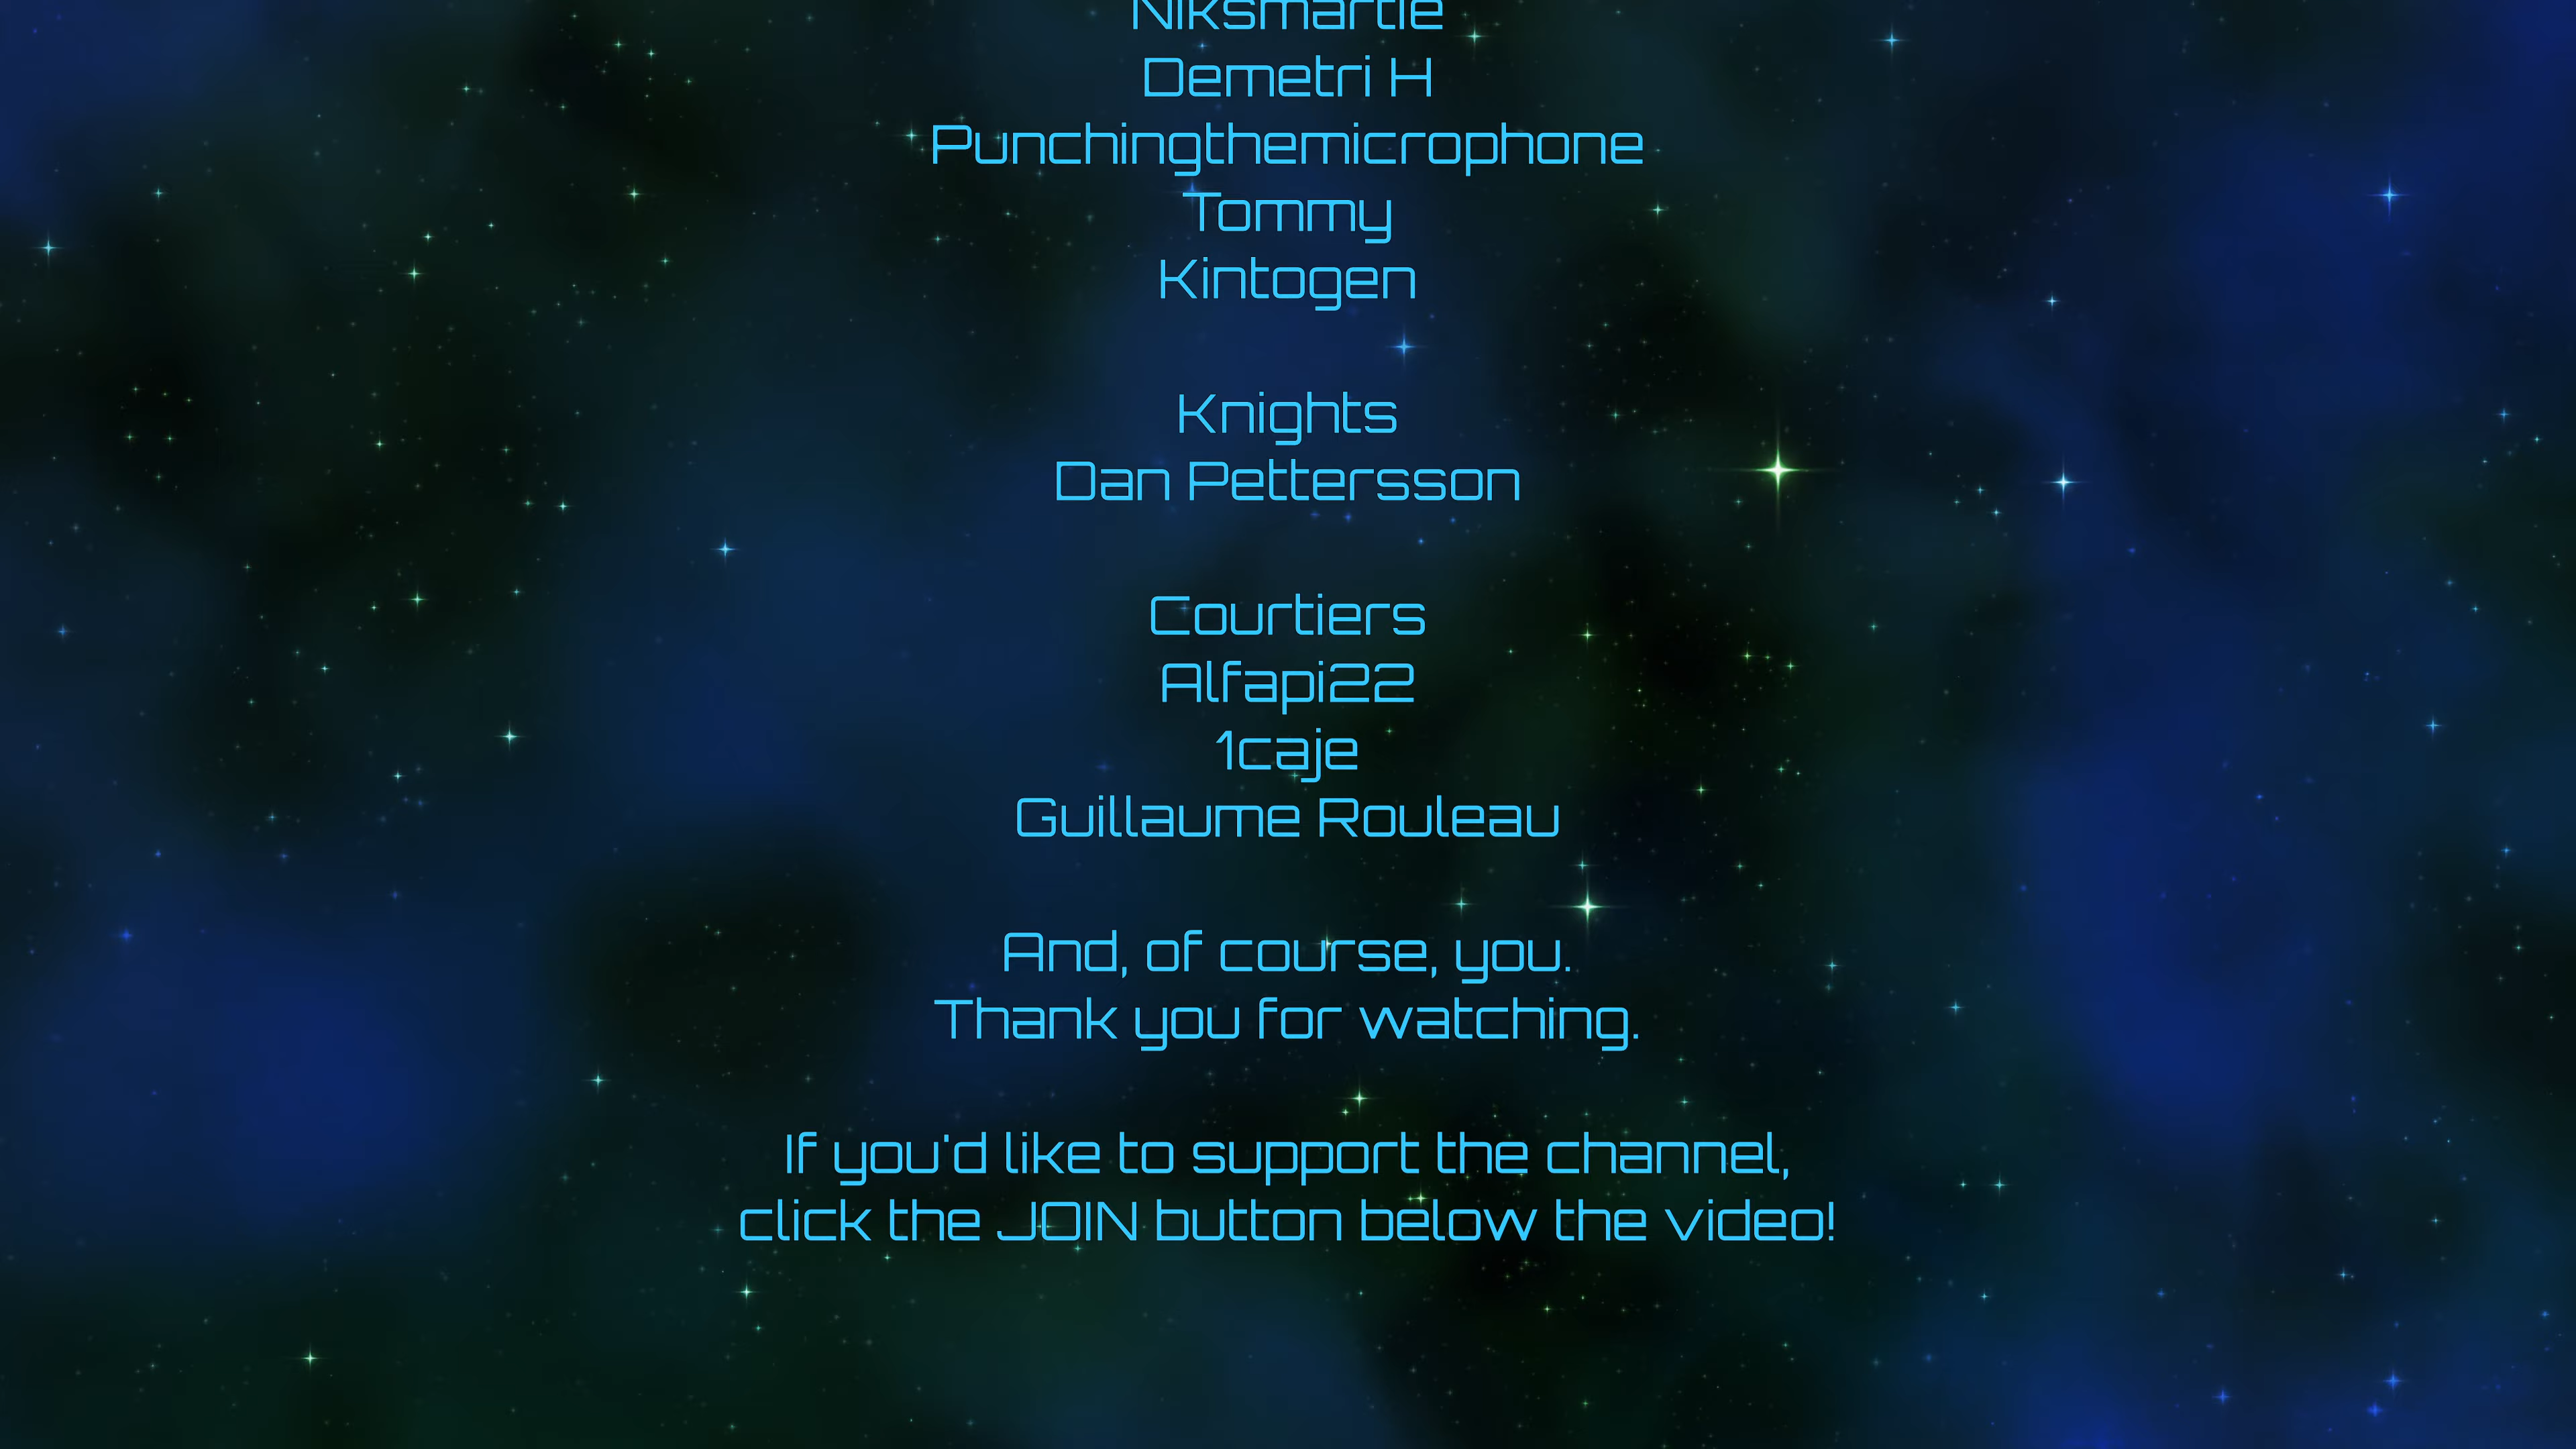 Niksmartie
Demetri H
Punchingthemicrophone
Tommy
Kintogen
Knights
Dan Pettersson
Courtiers
Alfapi22
1caje
Guillaume Rouleau
And, of course, you.
Thank you for watching.
If you'd like to support the channel,
click the JOIN button below the video!